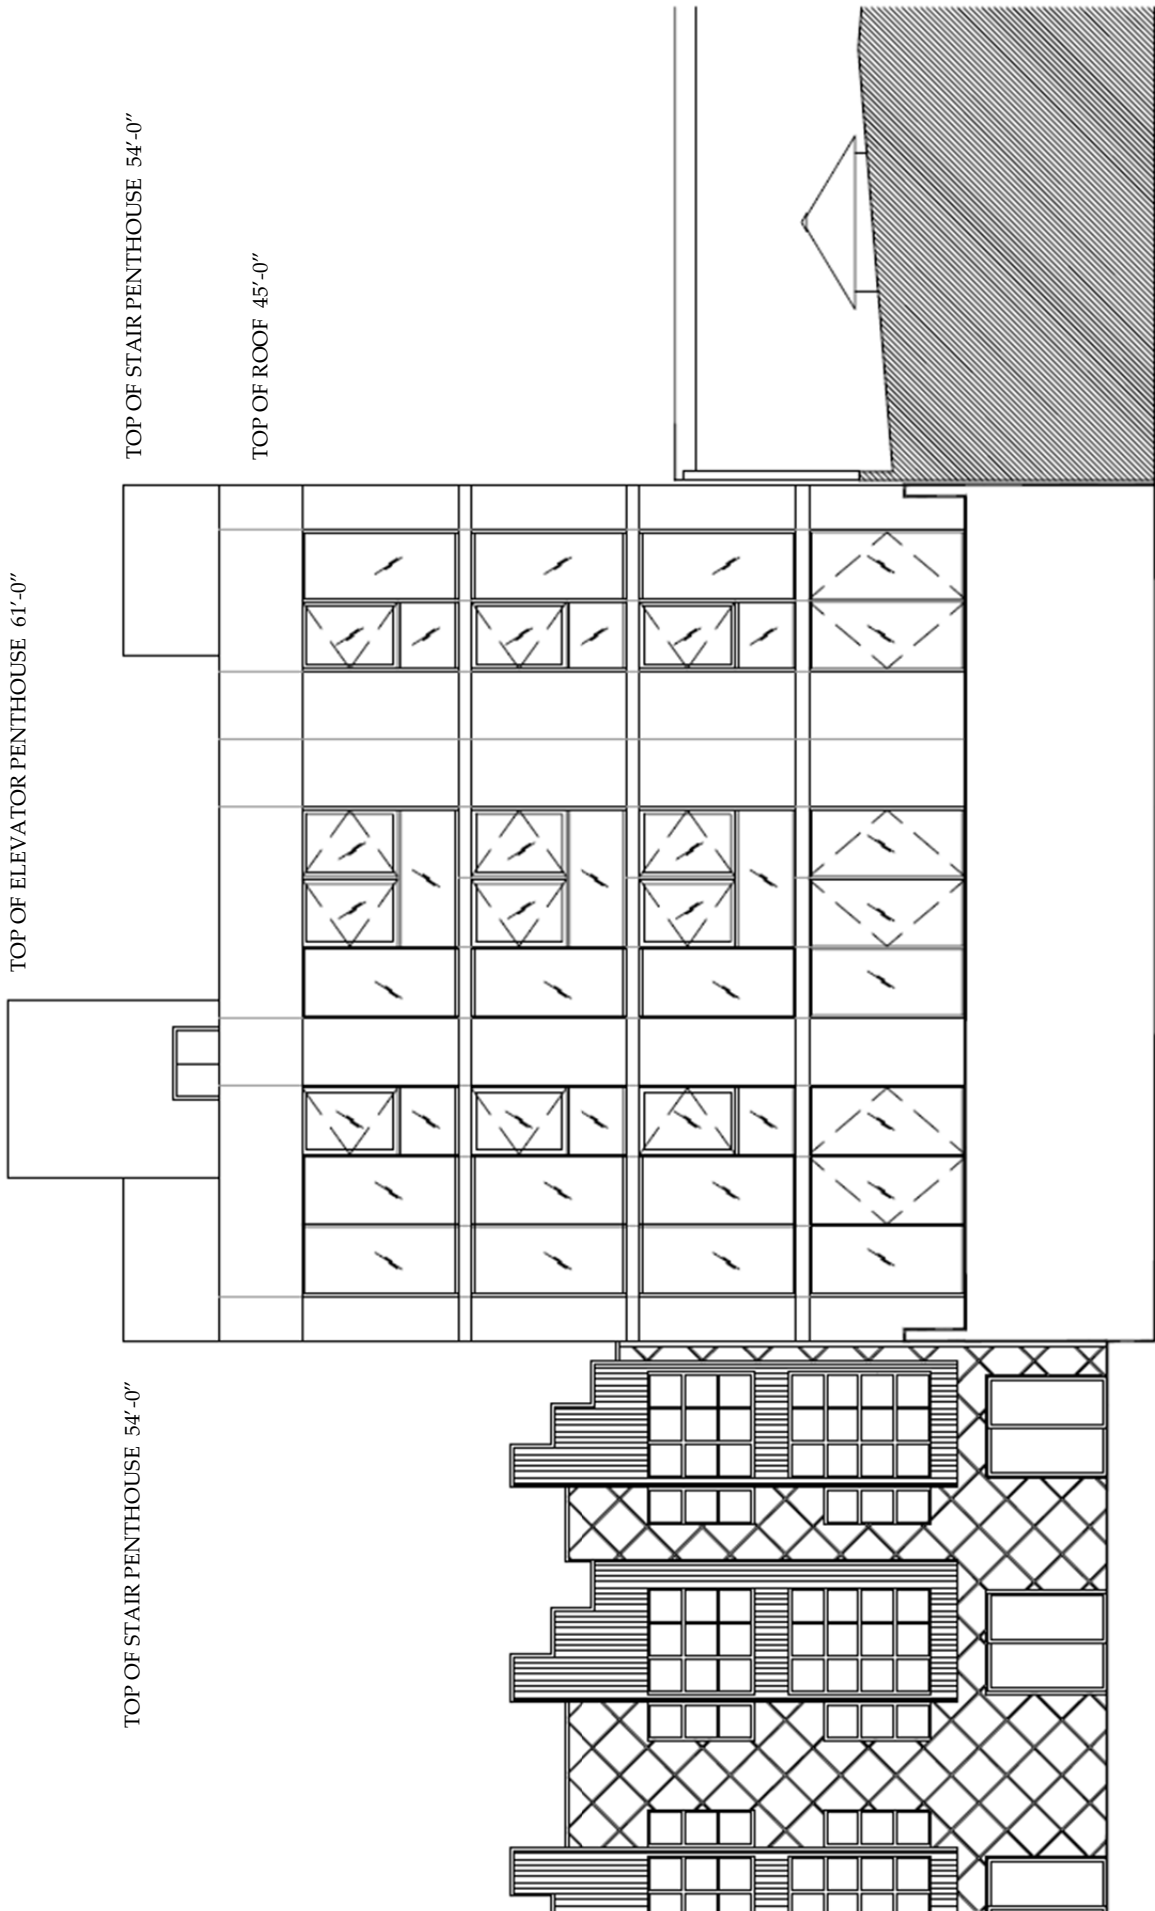 TOP OF STAIR PENTHOUSE 54'-0"
TOP OF ELEVATOR PENTHOUSE 61'-0"
TOP OF STAIR PENTHOUSE 54'-0"
TOP OF ROOF 45'-0"